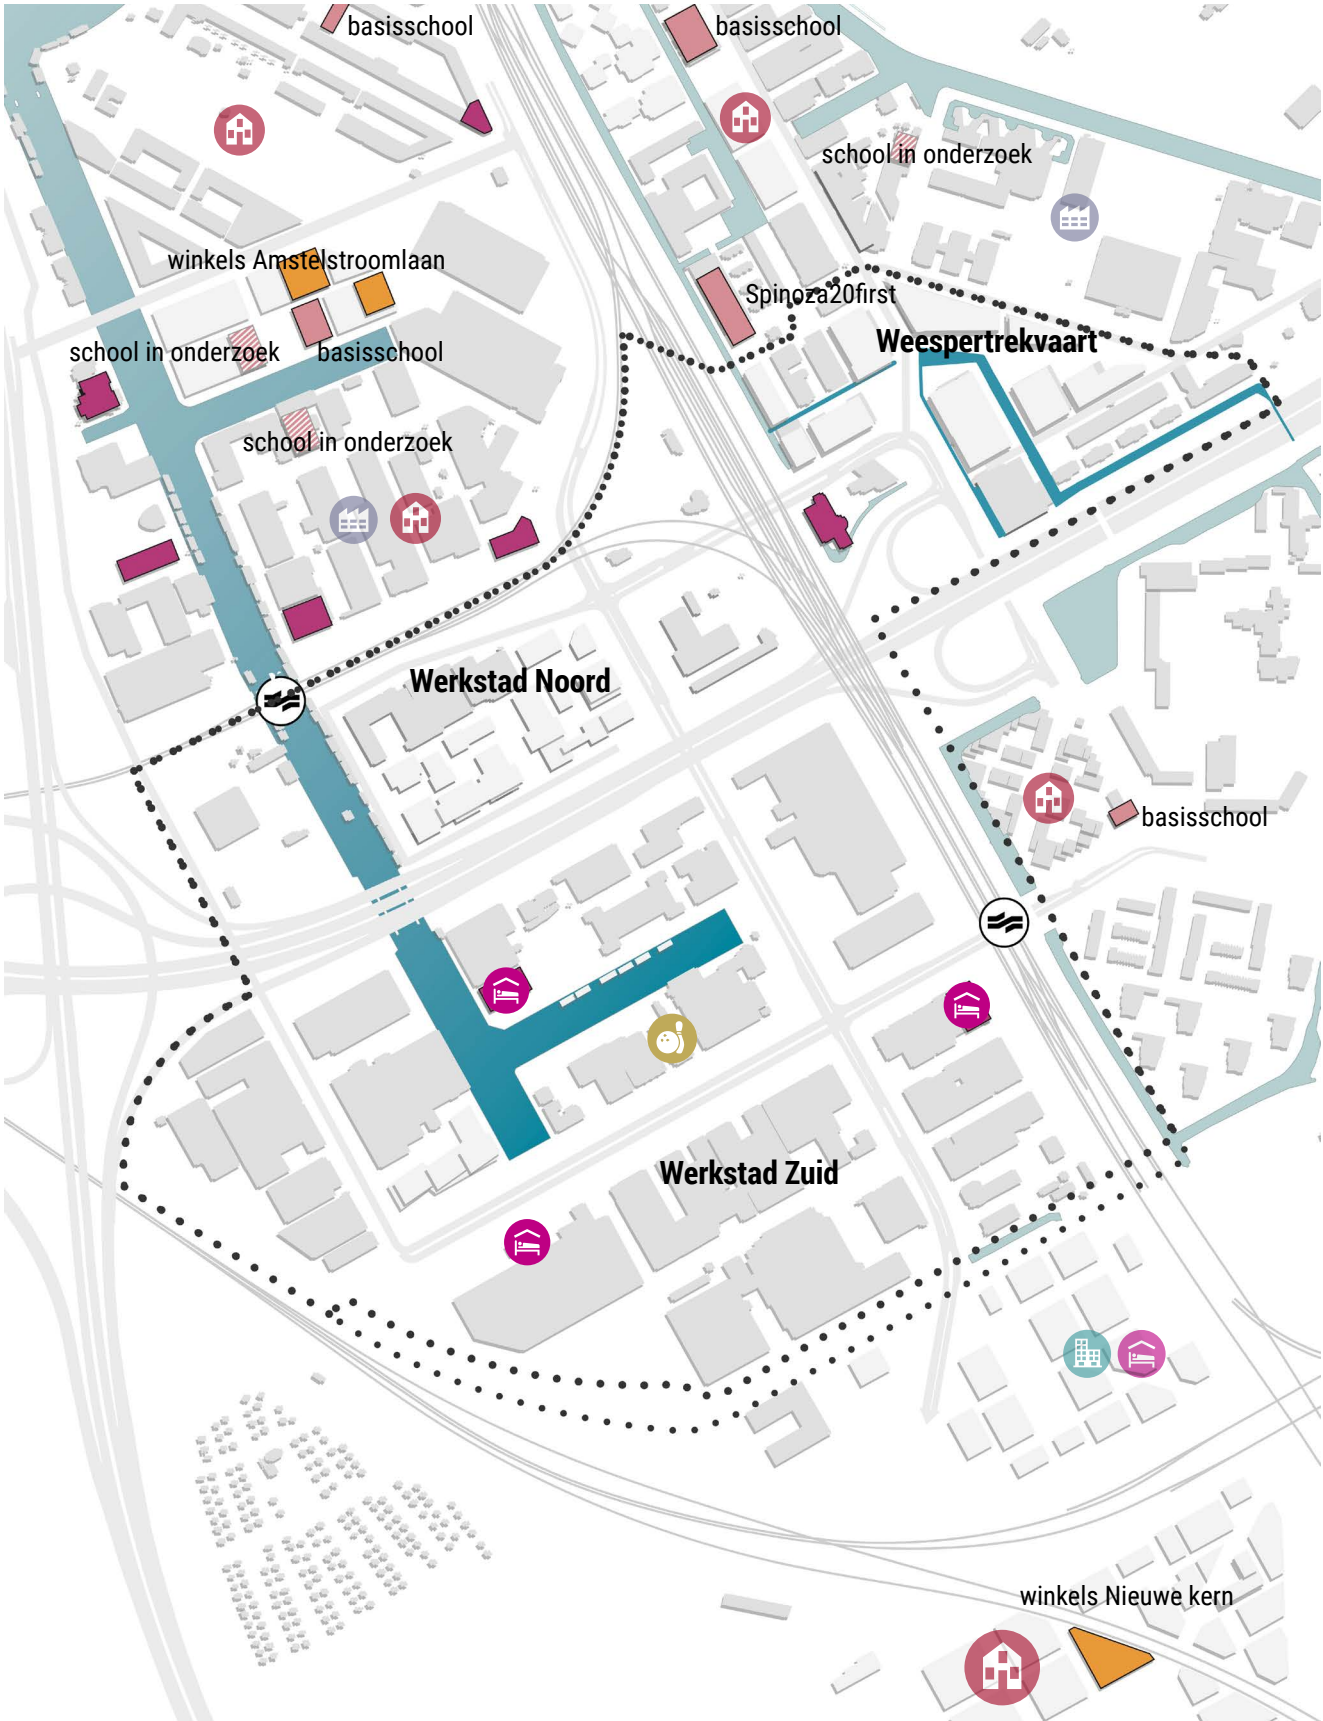 basisschool
basisschool
school in onderzoek
winkels Amstelstroomlaan
Spinoza20first
Weespertrekvaart
school in onderzoek
basisschool
school in onderzoek
Werkstad Noord
basisschool
Werkstad Zuid
winkels Nieuwe kern